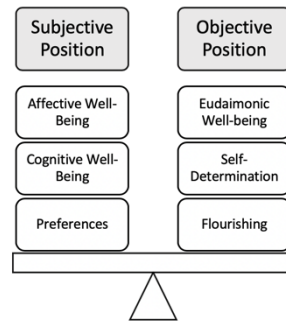 Subjective
Position
Objective
Position
Affective Well-
Being
Eudaimonic
Well-being
Cognitive Well-
Being
Self-
Determination
Preferences
Flourishing